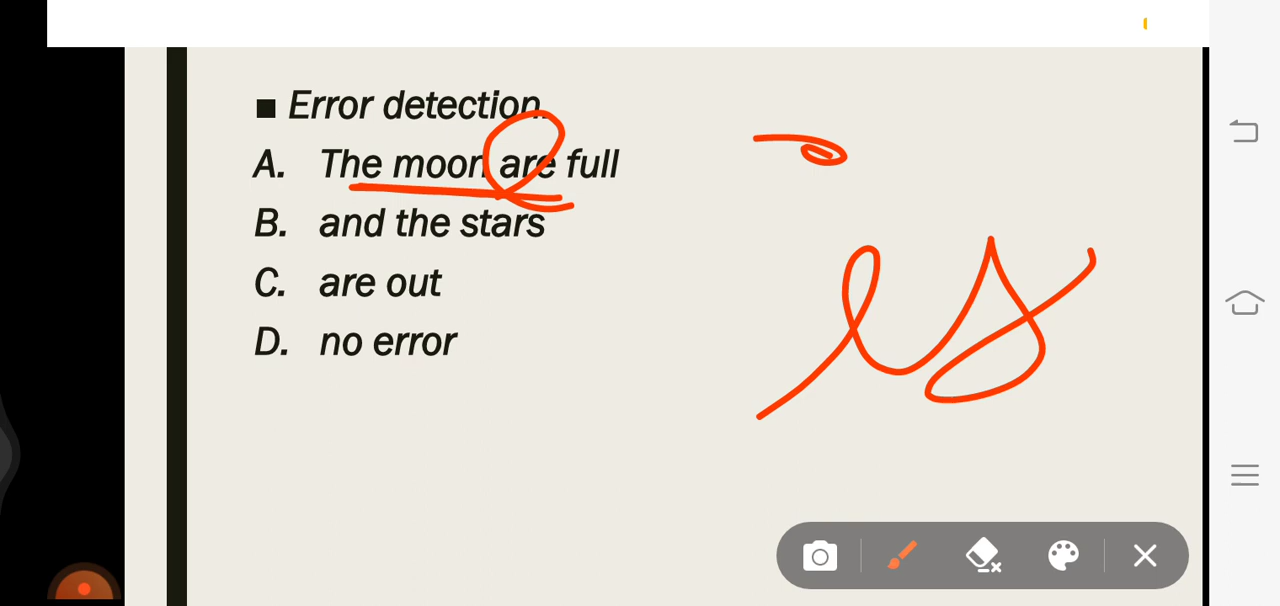 ■ Error detection.
A. The moon are full
B. and the stars
C. are out
D. no error
is